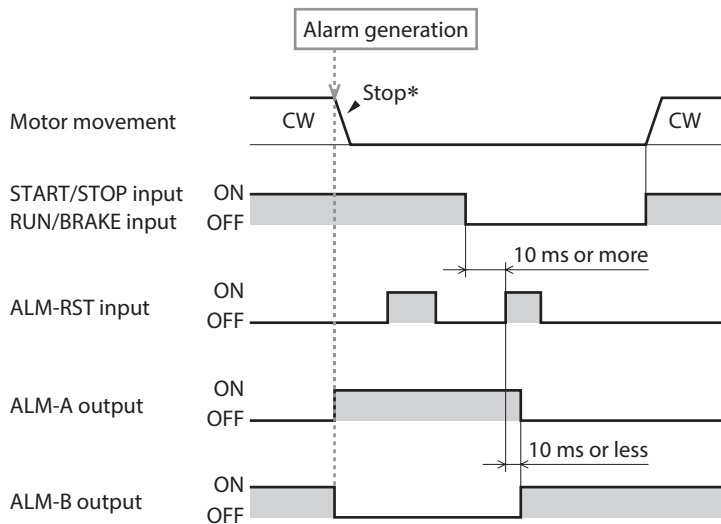 Alarm generation
Stop*
Motor movement
CW
CW
START/STOP input
RUN/BRAKE input
ON
OFF
10 ms or more
ALM-RST input
ON
OFF
ALM-A output
ON
OFF
10 ms or less
ALM-B output
ON
OFF